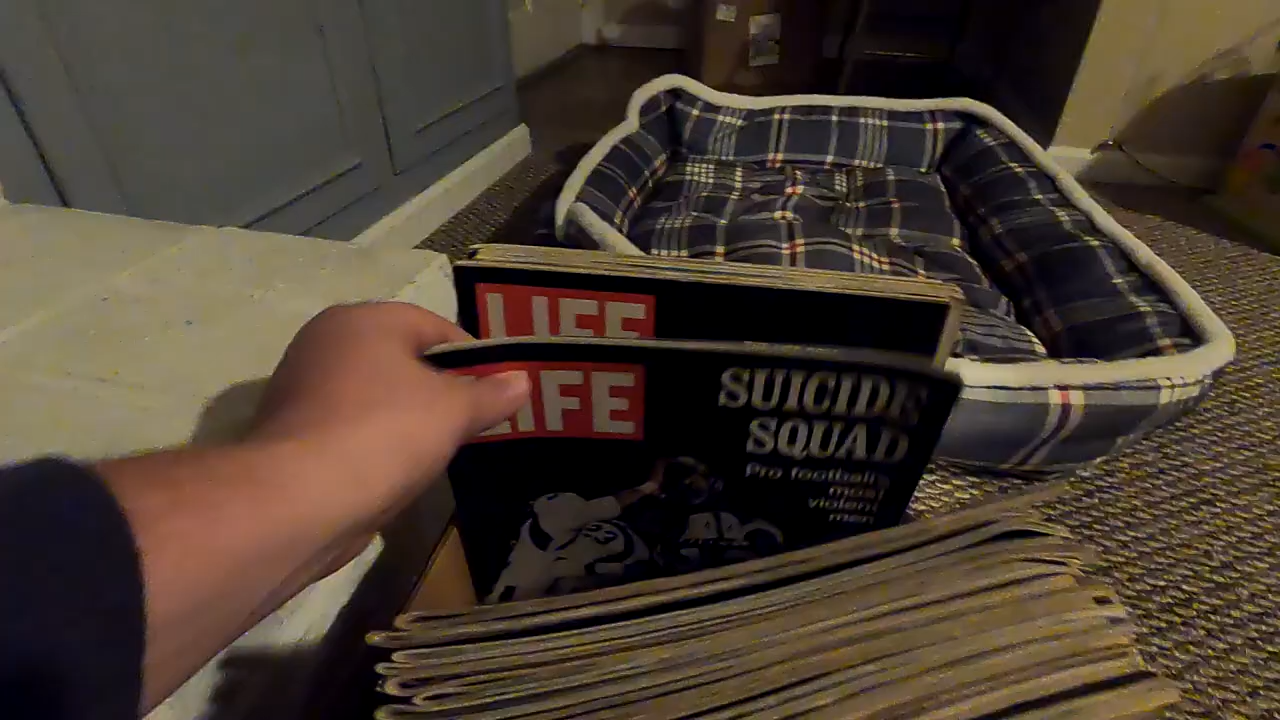 LIFE
LIFE
SUICIDE
SQUAD
Pro football's
most
violent
men